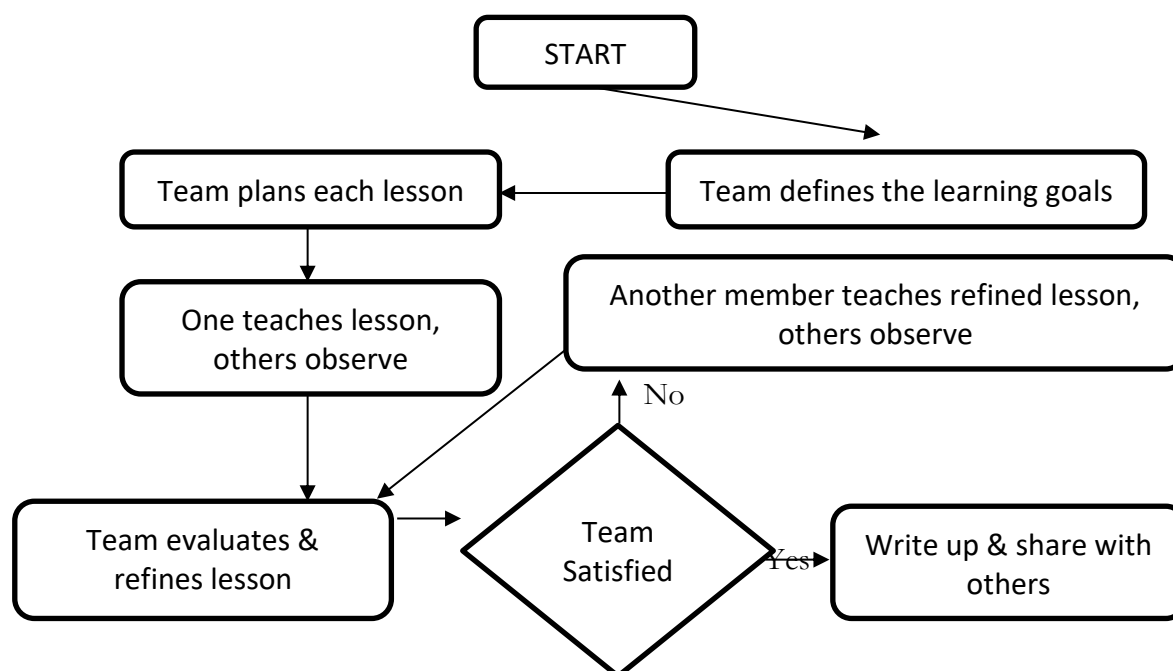 START
Team plans each lesson
Team defines the learning goals
One teaches lesson,
others observe
Another member teaches refined lesson,
others observe
No
Team evaluates &
refines lesson
Team
Satisfied
Yes
Write up & share with
others